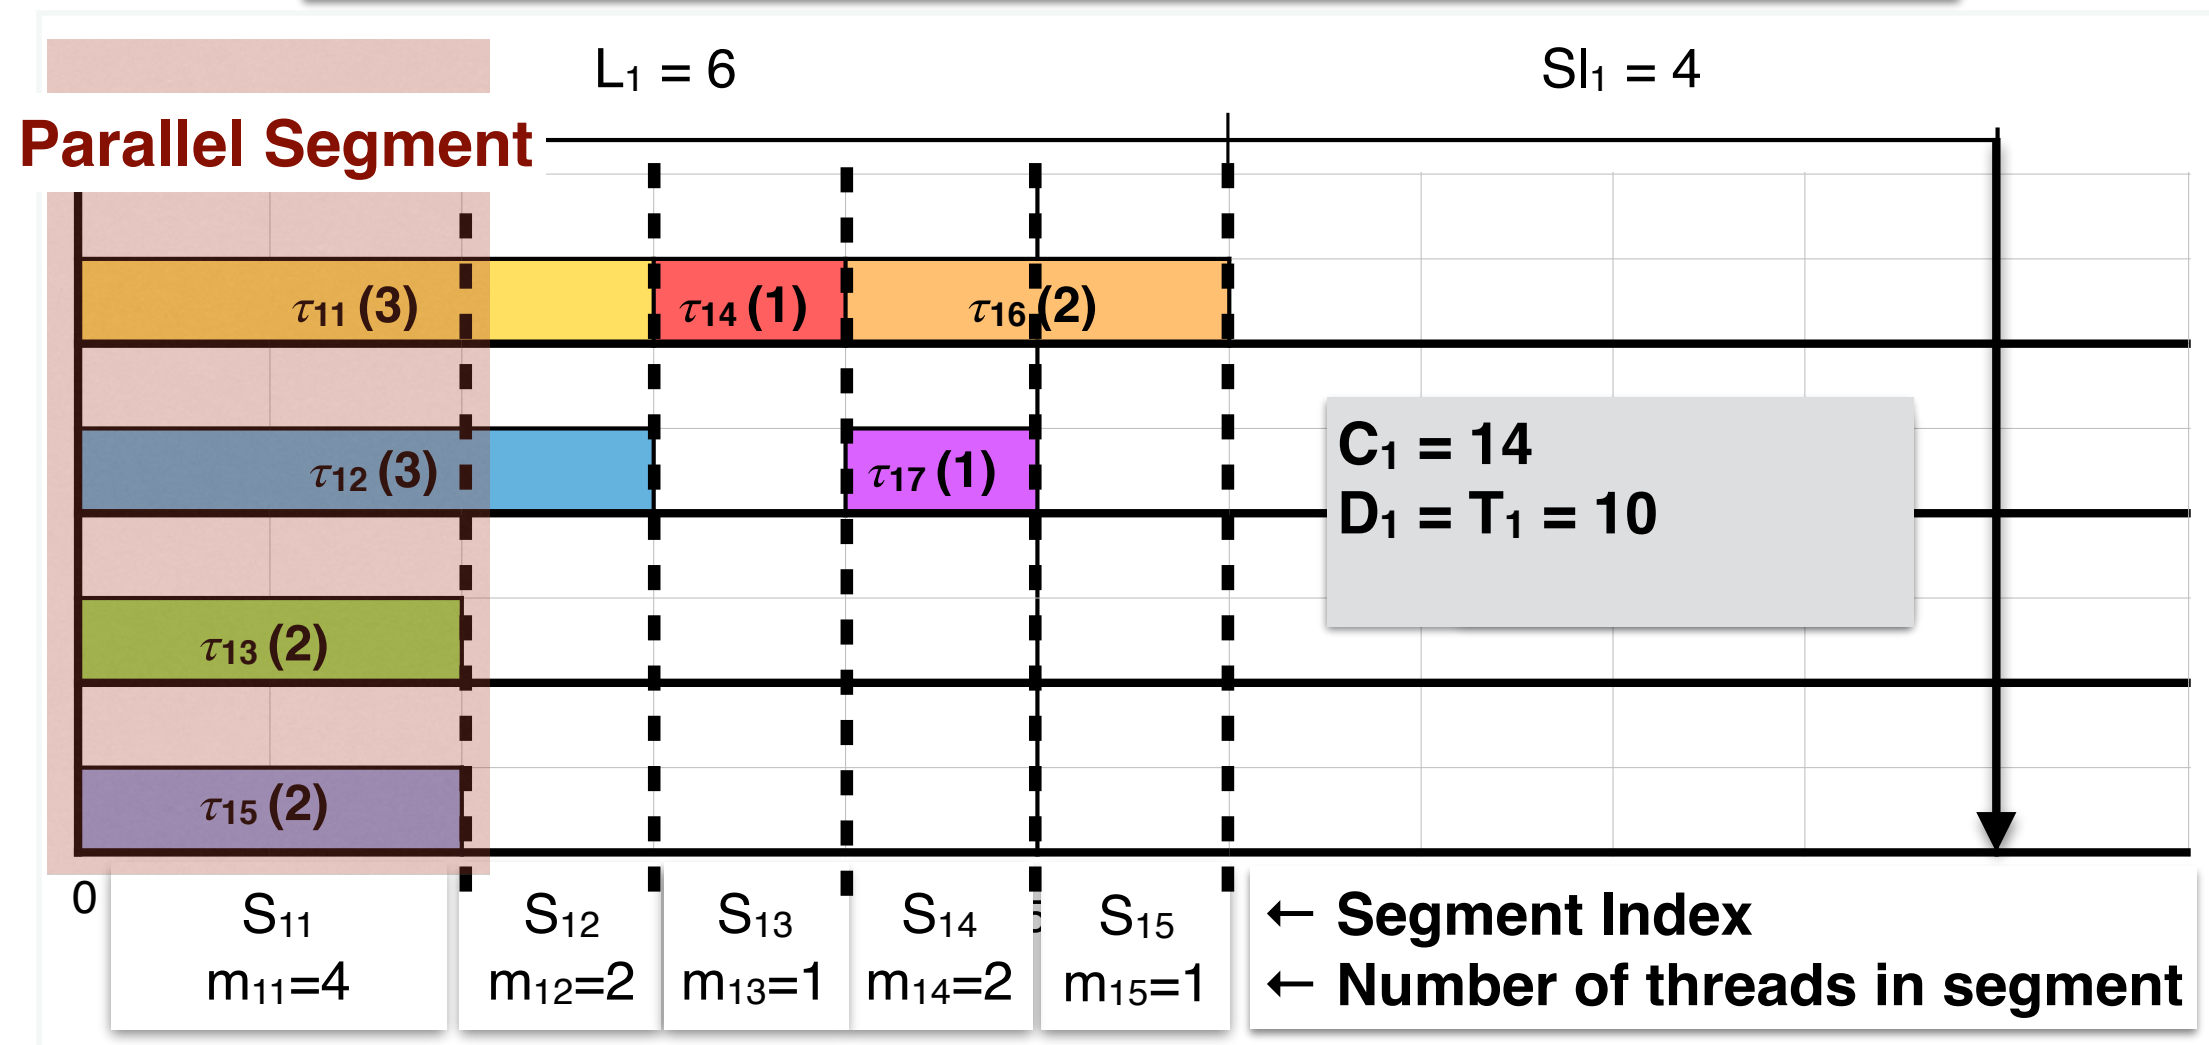 L₁ = 6
Sl₁ = 4
Parallel Segment
τ₁₁ (3)
τ₁₄ (1)
τ₁₆ (2)
τ₁₂ (3)
τ₁₇ (1)
C₁ = 14
D₁ = T₁ = 10
τ₁₃ (2)
τ₁₅ (2)
0
S₁₁
m₁₁=4
S₁₂
m₁₂=2
S₁₃
m₁₃=1
S₁₄
m₁₄=2
S₁₅
m₁₅=1
← Segment Index
← Number of threads in segment